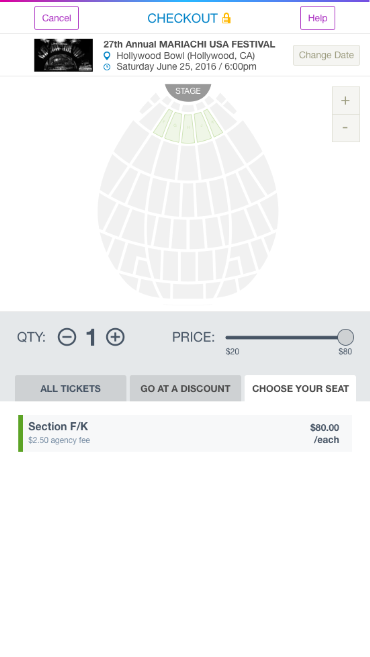 Cancel
CHECKOUT
Help
27th Annual MARIACHI USA FESTIVAL
Hollywood Bowl (Hollywood, CA)
Saturday June 25, 2016 / 6:00pm
Change Date
STAGE
+
-
QTY: 1
PRICE:
$20
$80
ALL TICKETS
GO AT A DISCOUNT
CHOOSE YOUR SEAT
Section F/K
$80.00
$2.50 agency fee
/each